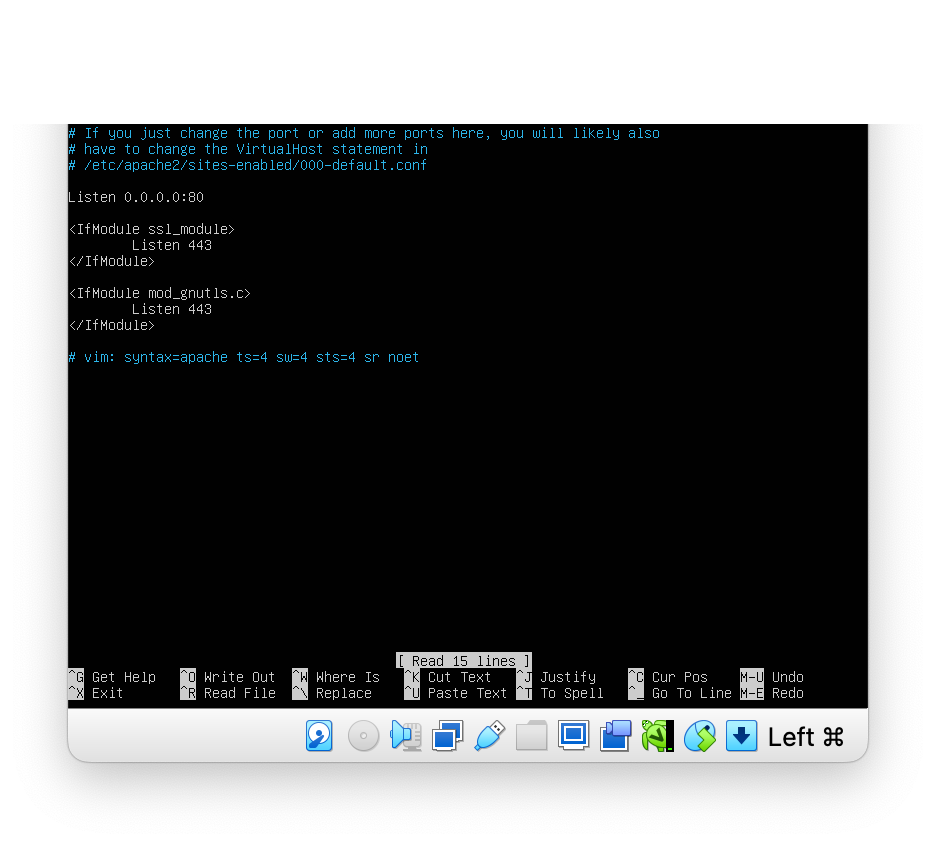 # If you just change the port or add more ports here, you will likely also
# have to change the VirtualHost statement in
# /etc/apache2/sites-enabled/000-default.conf
Listen 0.0.0.0:80
<IfModule ssl_module>
Listen 443
</IfModule>
<IfModule mod_gnutls.c>
Listen 443
</IfModule>
# vim: syntax=apache ts=4 sw=4 sts=4 sr noet
[ Read 15 lines ]
^G Get Help ^O Write Out ^W Where Is ^K Cut Text ^J Justify ^C Cur Pos M-U Undo
^X Exit ^R Read File ^\ Replace ^U Paste Text ^T To Spell ^_ Go To Line M-E Redo
Left ⌘